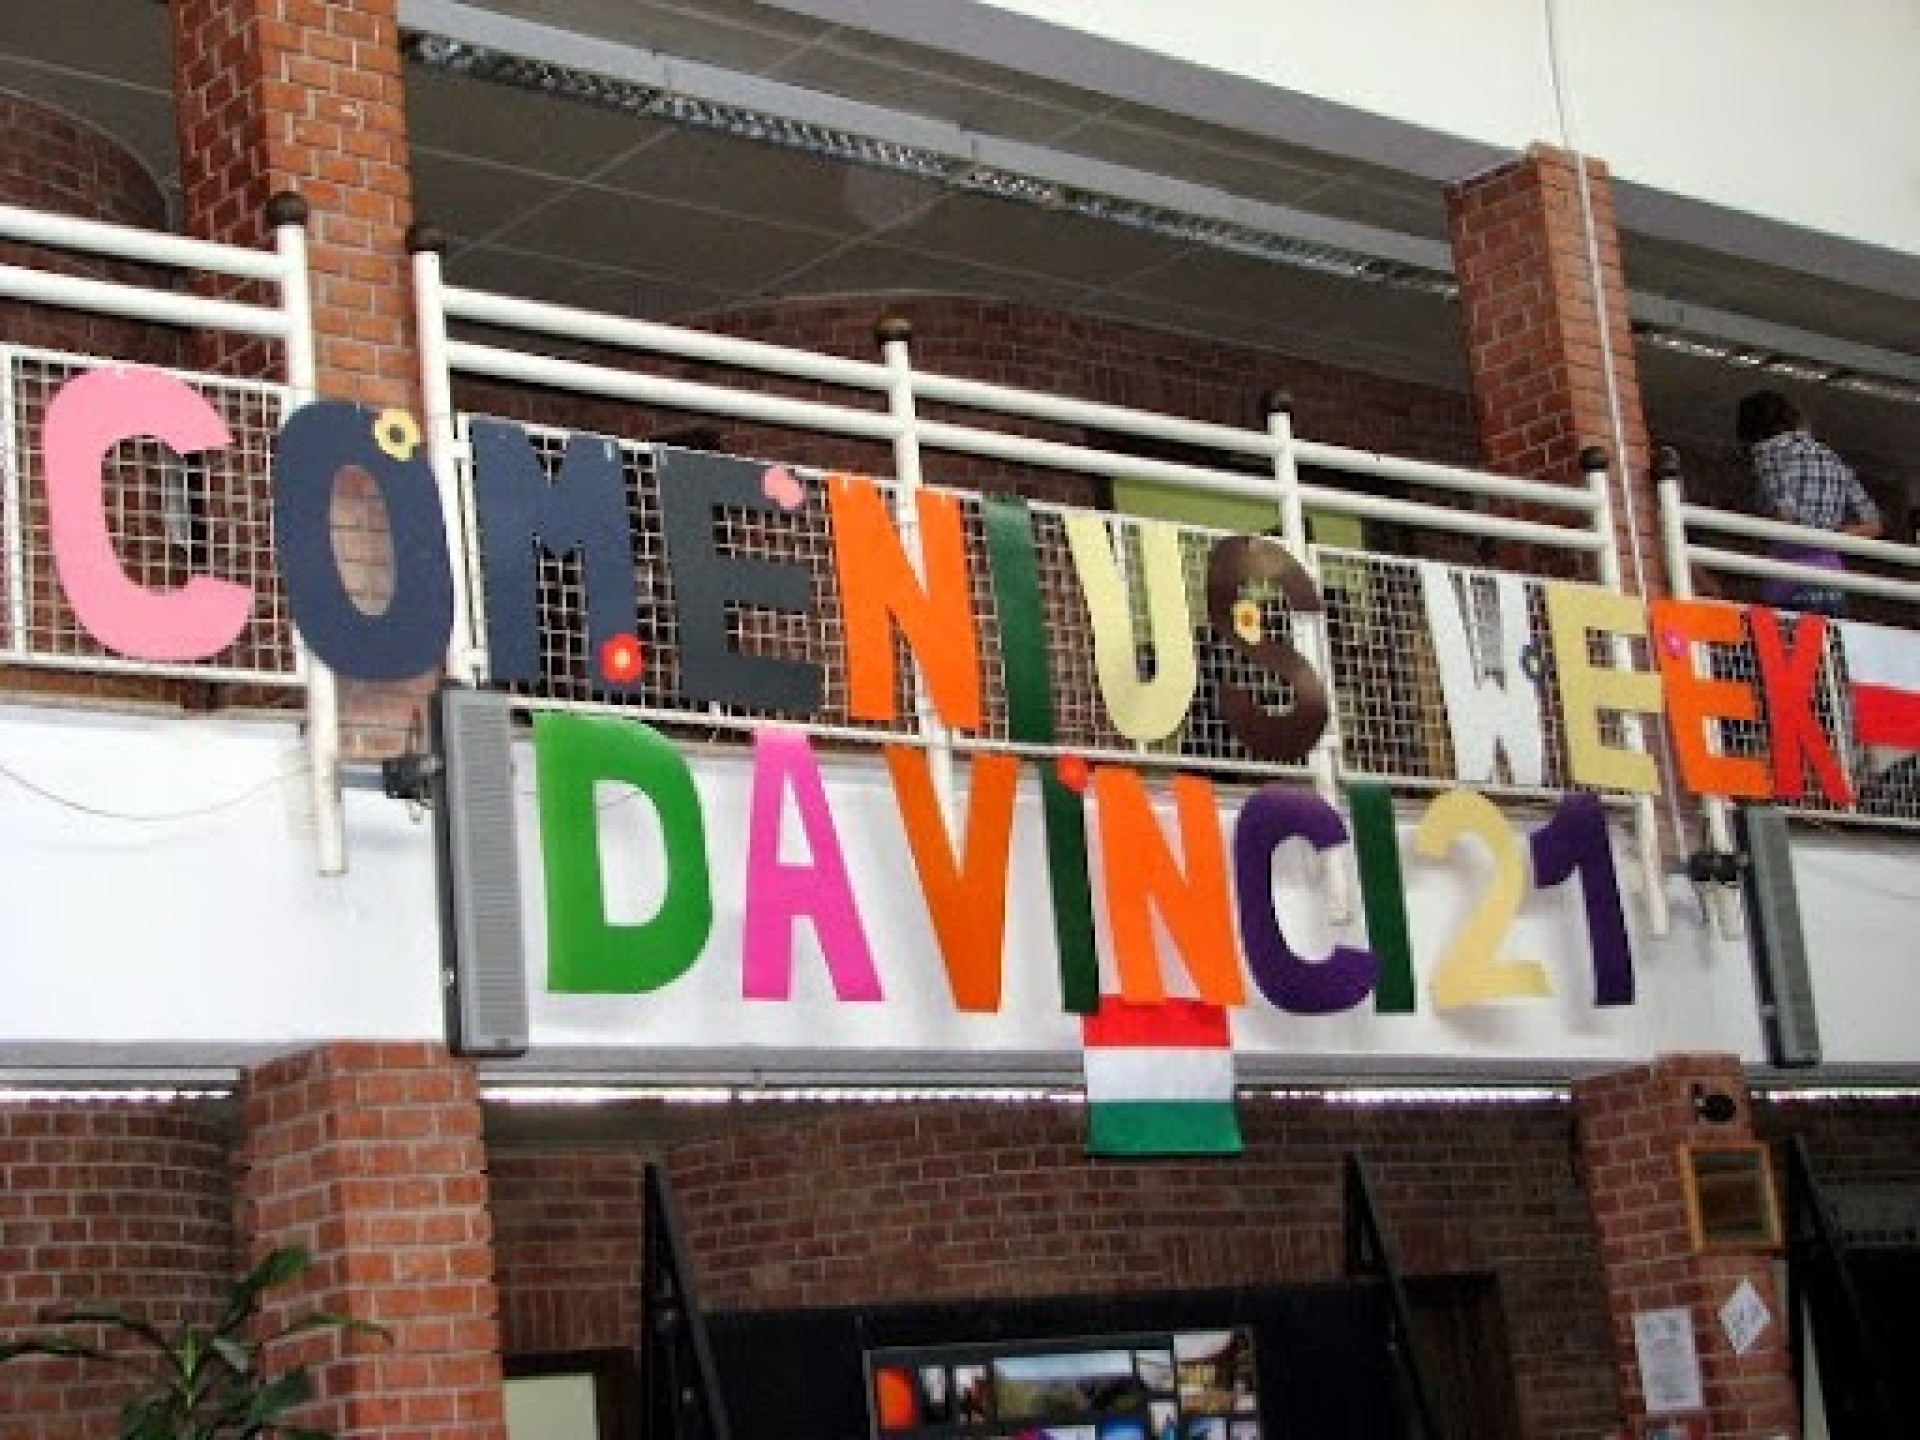 COMENIUS WEEK
DAVINCI 21